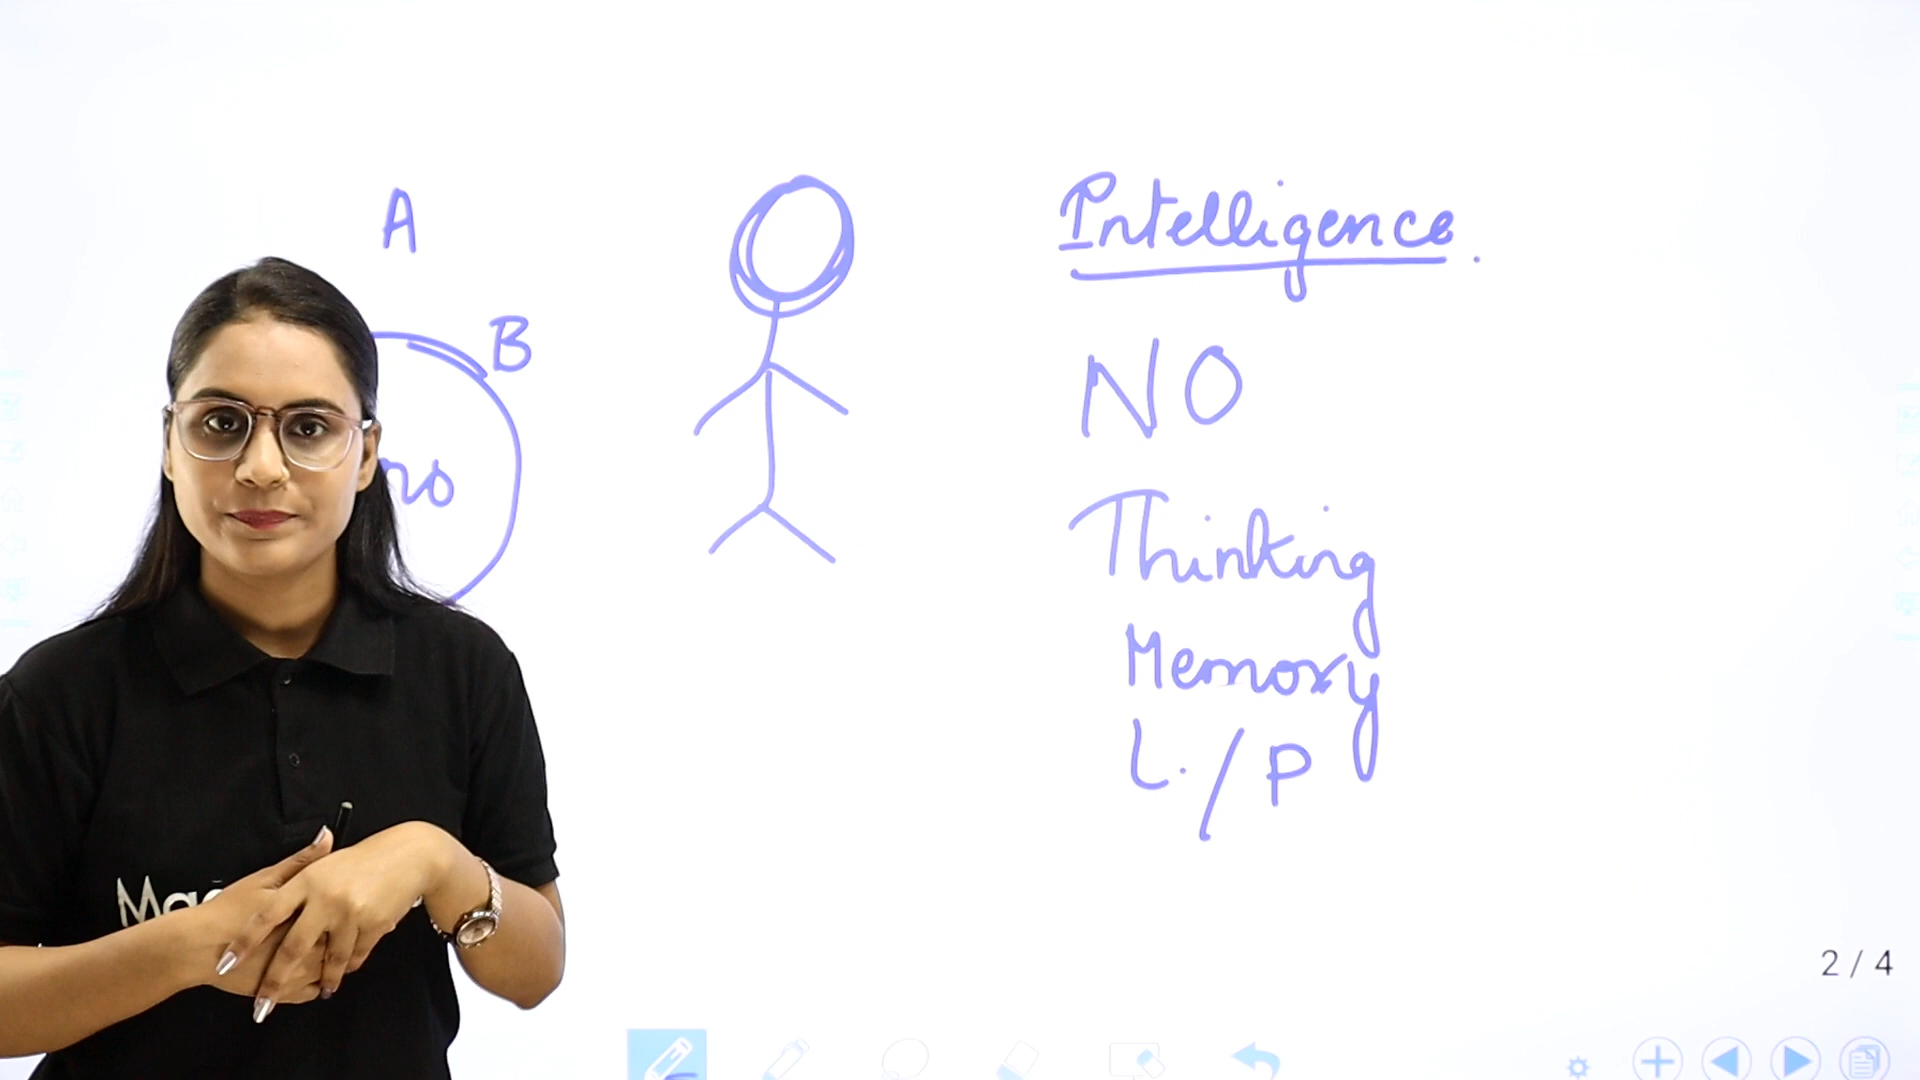 A
B
Intelligence.
NO
Thinking
Memory
L./P
2 / 4